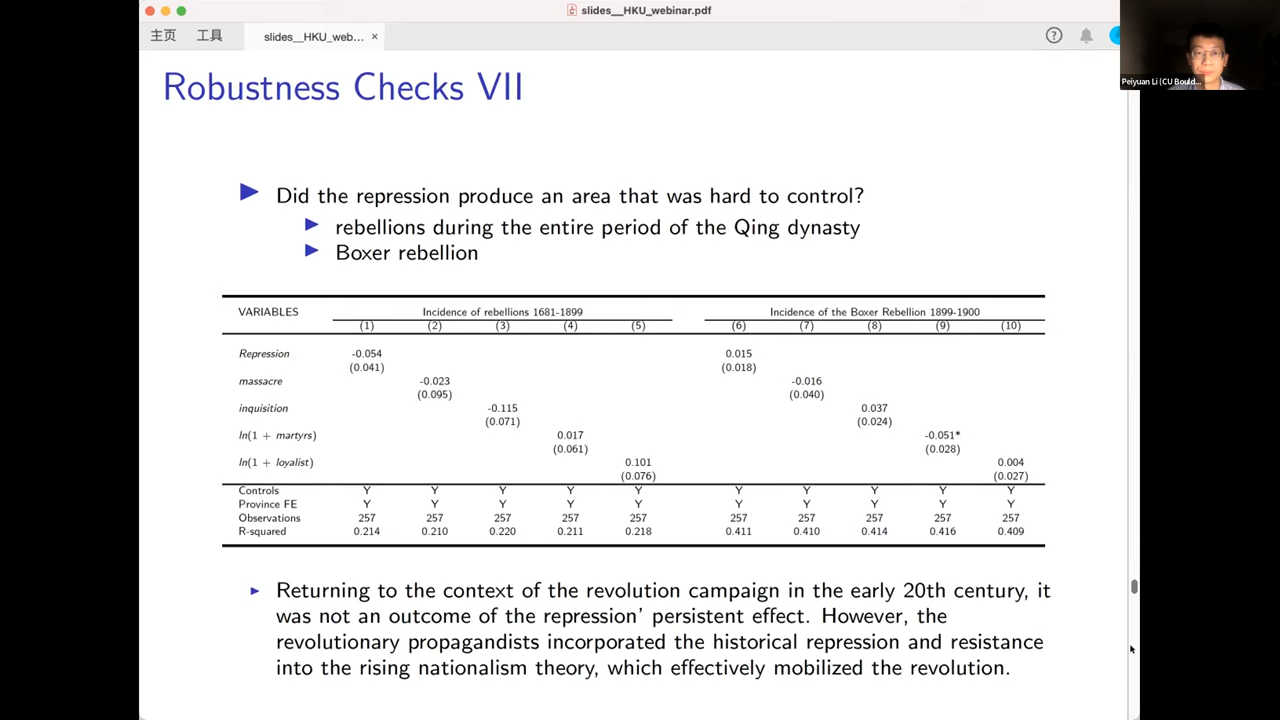 slides__HKU_webinar.pdf
主页 工具 slides__HKU_web... ×
Peiyuan Li (CU Bould...
Robustness Checks VII
Did the repression produce an area that was hard to control?
rebellions during the entire period of the Qing dynasty
Boxer rebellion
VARIABLES Incidence of rebellions 1681-1899 Incidence of the Boxer Rebellion 1899-1900
(1) (2) (3) (4) (5) (6) (7) (8) (9) (10)
Repression -0.054 0.015
(0.041) (0.018)
massacre -0.023 -0.016
(0.095) (0.040)
inquisition -0.115 0.037
(0.071) (0.024)
ln(1 + martyrs) 0.017 -0.051*
(0.061) (0.028)
ln(1 + loyalist) 0.101 0.004
(0.076) (0.027)
Controls Y Y Y Y Y Y Y Y Y Y
Province FE Y Y Y Y Y Y Y Y Y Y
Observations 257 257 257 257 257 257 257 257 257 257
R-squared 0.214 0.210 0.220 0.211 0.218 0.411 0.410 0.414 0.416 0.409
Returning to the context of the revolution campaign in the early 20th century, it
was not an outcome of the repression' persistent effect. However, the
revolutionary propagandists incorporated the historical repression and resistance
into the rising nationalism theory, which effectively mobilized the revolution.